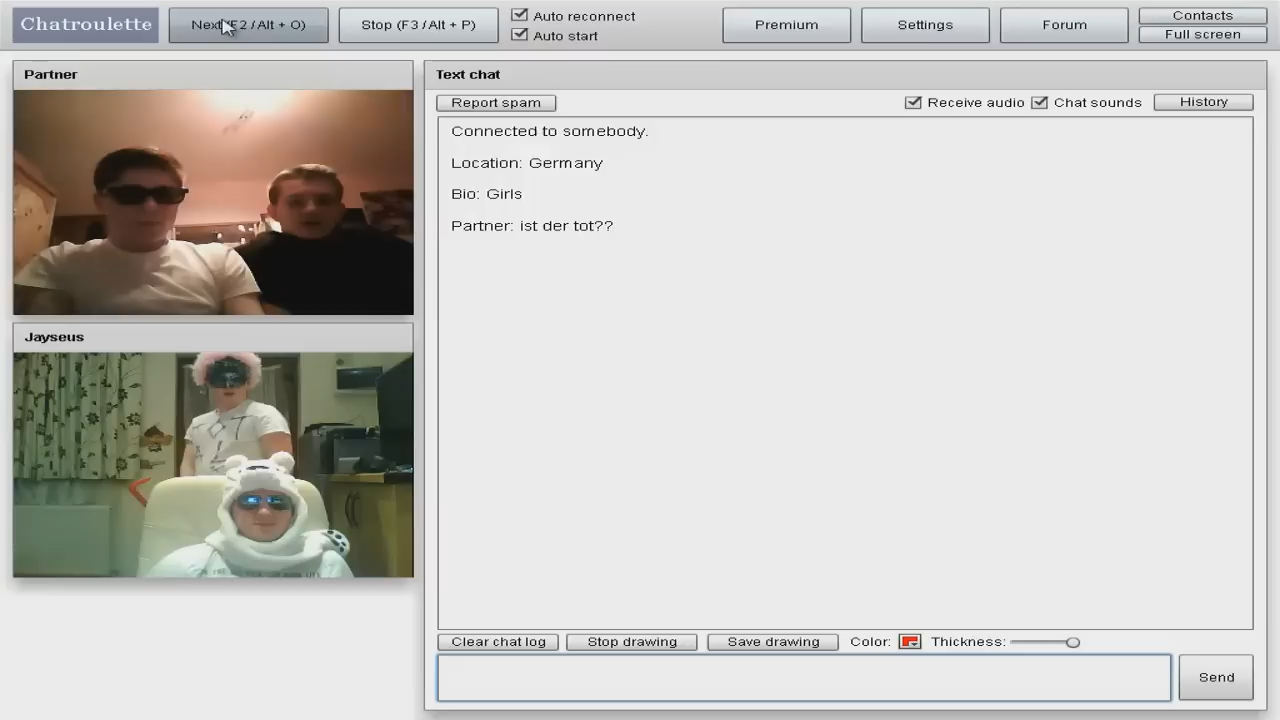 Chatroulette
Next (F2 / Alt + O)
Stop (F3 / Alt + P)
Auto reconnect
Auto start
Premium
Settings
Forum
Contacts
Full screen
Partner
Jayseus
Text chat
Report spam
Receive audio
Chat sounds
History
Connected to somebody.
Location: Germany
Bio: Girls
Partner: ist der tot??
Clear chat log
Stop drawing
Save drawing
Color:
Thickness:
Send